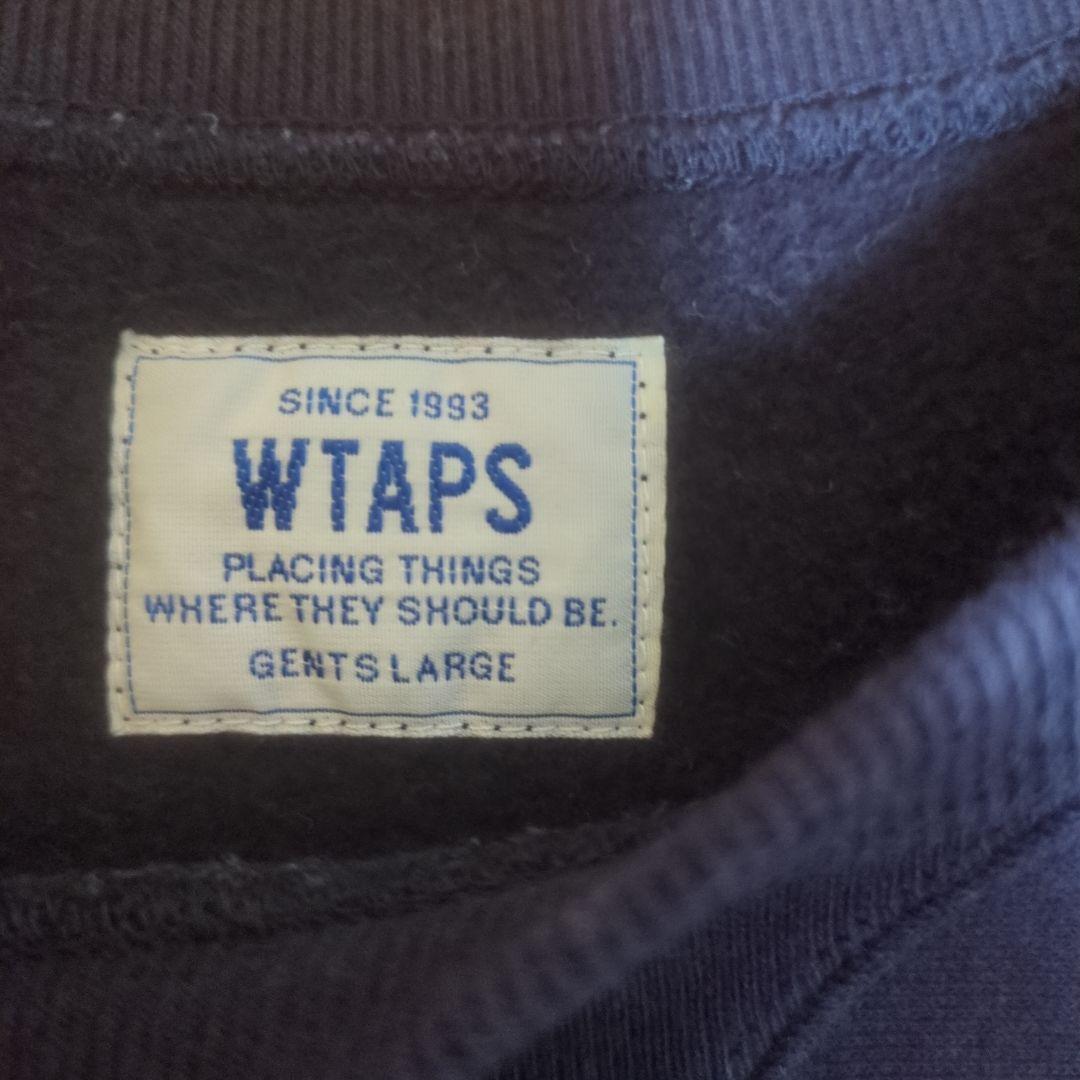 SINCE 1993
WTAPS
PLACING THINGS
WHERE THEY SHOULD BE.
GENTS LARGE